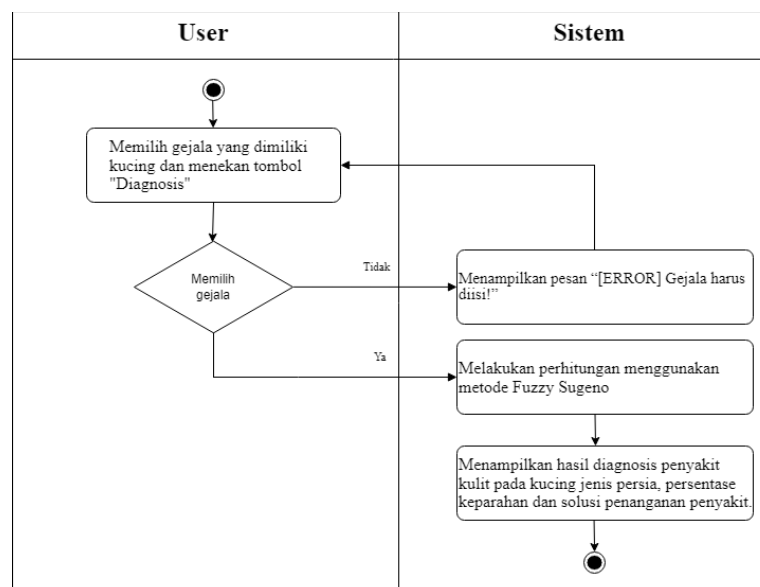 User
Sistem
Memilih gejala yang dimiliki
kucing dan menekan tombol
"Diagnosis"
Memilih
gejala
Tidak
Menampilkan pesan “[ERROR] Gejala harus
diisi!”
Ya
Melakukan perhitungan menggunakan
metode Fuzzy Sugeno
Menampilkan hasil diagnosis penyakit
kulit pada kucing jenis persia, persentase
keparahan dan solusi penanganan penyakit.